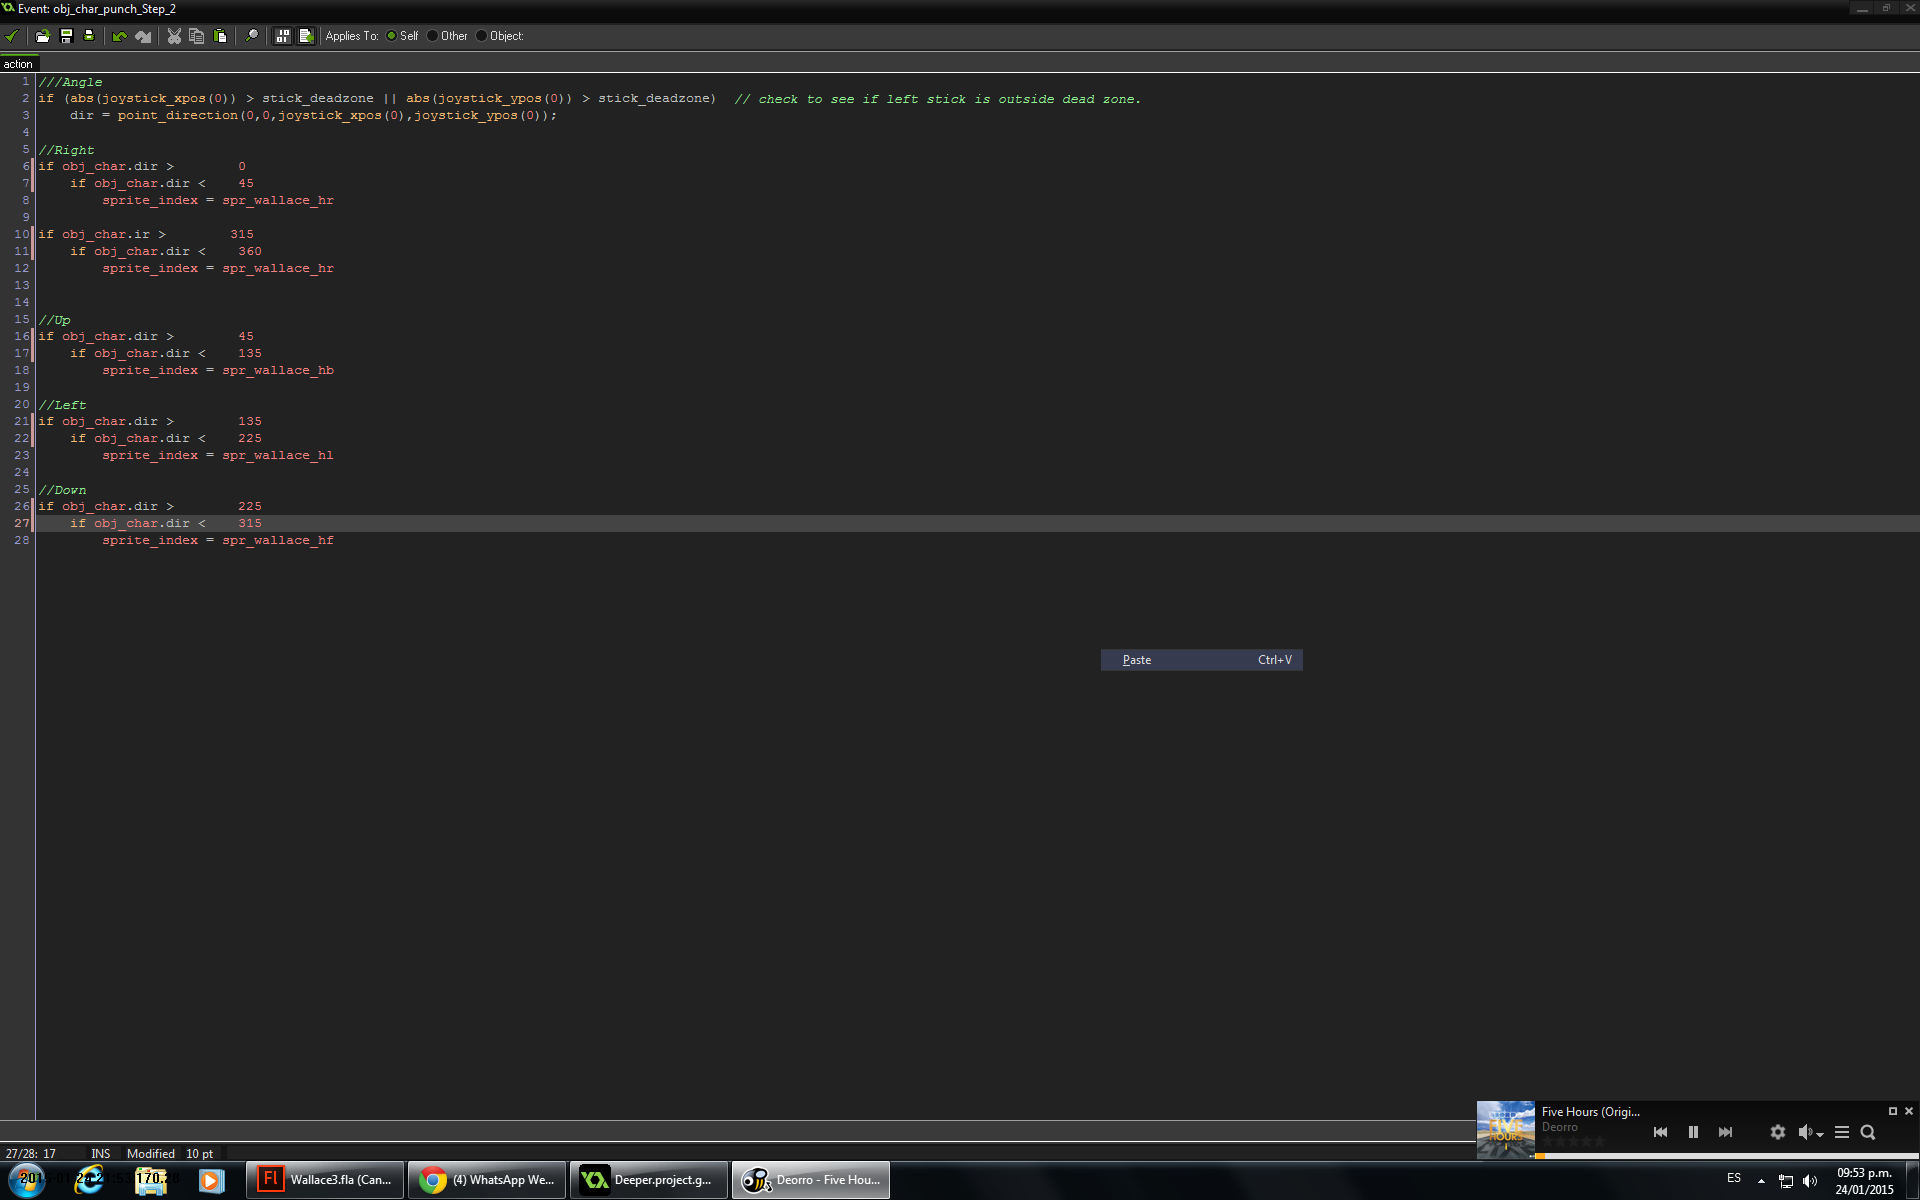 Event: obj_char_punch_Step_2
Applies To: Self Other Object:
action
1 ///Angle
2 if (abs(joystick_xpos(0)) > stick_deadzone || abs(joystick_ypos(0)) > stick_deadzone) // check to see if left stick is outside dead zone.
3 dir = point_direction(0,0,joystick_xpos(0),joystick_ypos(0));
4
5 //Right
6 if obj_char.dir > 0
7 if obj_char.dir < 45
8 sprite_index = spr_wallace_hr
9
10 if obj_char.ir > 315
11 if obj_char.dir < 360
12 sprite_index = spr_wallace_hr
13
14
15 //Up
16 if obj_char.dir > 45
17 if obj_char.dir < 135
18 sprite_index = spr_wallace_hb
19
20 //Left
21 if obj_char.dir > 135
22 if obj_char.dir < 225
23 sprite_index = spr_wallace_hl
24
25 //Down
26 if obj_char.dir > 225
27 if obj_char.dir < 315
28 sprite_index = spr_wallace_hf
Paste Ctrl+V
Five Hours (Origi...
Deorro
27/28: 17 INS Modified 10 pt
Fl Wallace3.fla (Can...
(4) WhatsApp We...
Deeper.project.g...
Deorro - Five Hou...
ES
09:53 p.m.
24/01/2015